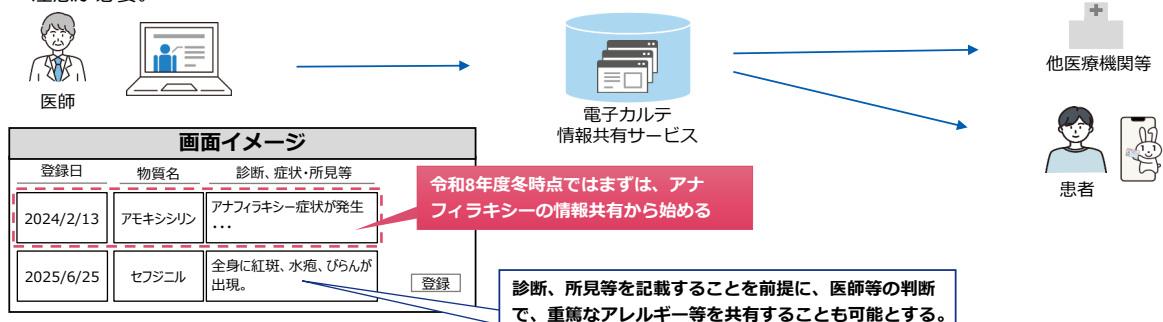 医師
電子カルテ
情報共有サービス
他医療機関等
患者
画面イメージ
登録日 物質名 診断、症状・所見等
2024/2/13 アモキシシリン アナフィラキシー症状が発生
・・・
2025/6/25 セフジニル 全身に紅斑、水疱、びらんが
出現。
登録
令和8年度冬時点ではまずは、アナ
フィラキシーの情報共有から始める
診断、所見等を記載することを前提に、医師等の判断
で、重篤なアレルギー等を共有することも可能とする。